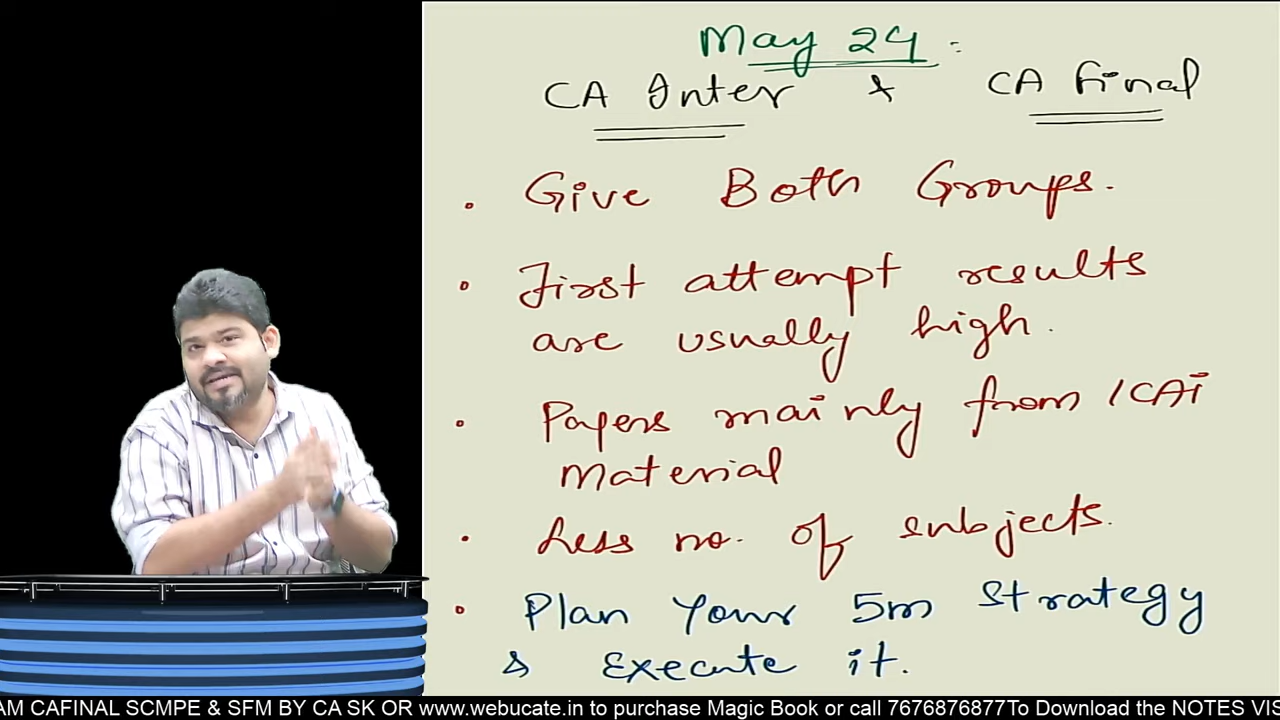 May 24 :
CA Inter & CA Final
• Give Both Groups.
• First attempt results
are usually high.
• Papers mainly from ICAI
Material
• Less no. of subjects.
• Plan Your 5m Strategy
& Execute it.
AM CAFINAL SCMPE & SFM BY CA SK OR www.webucate.in to purchase Magic Book or call 7676876877To Download the NOTES VIS